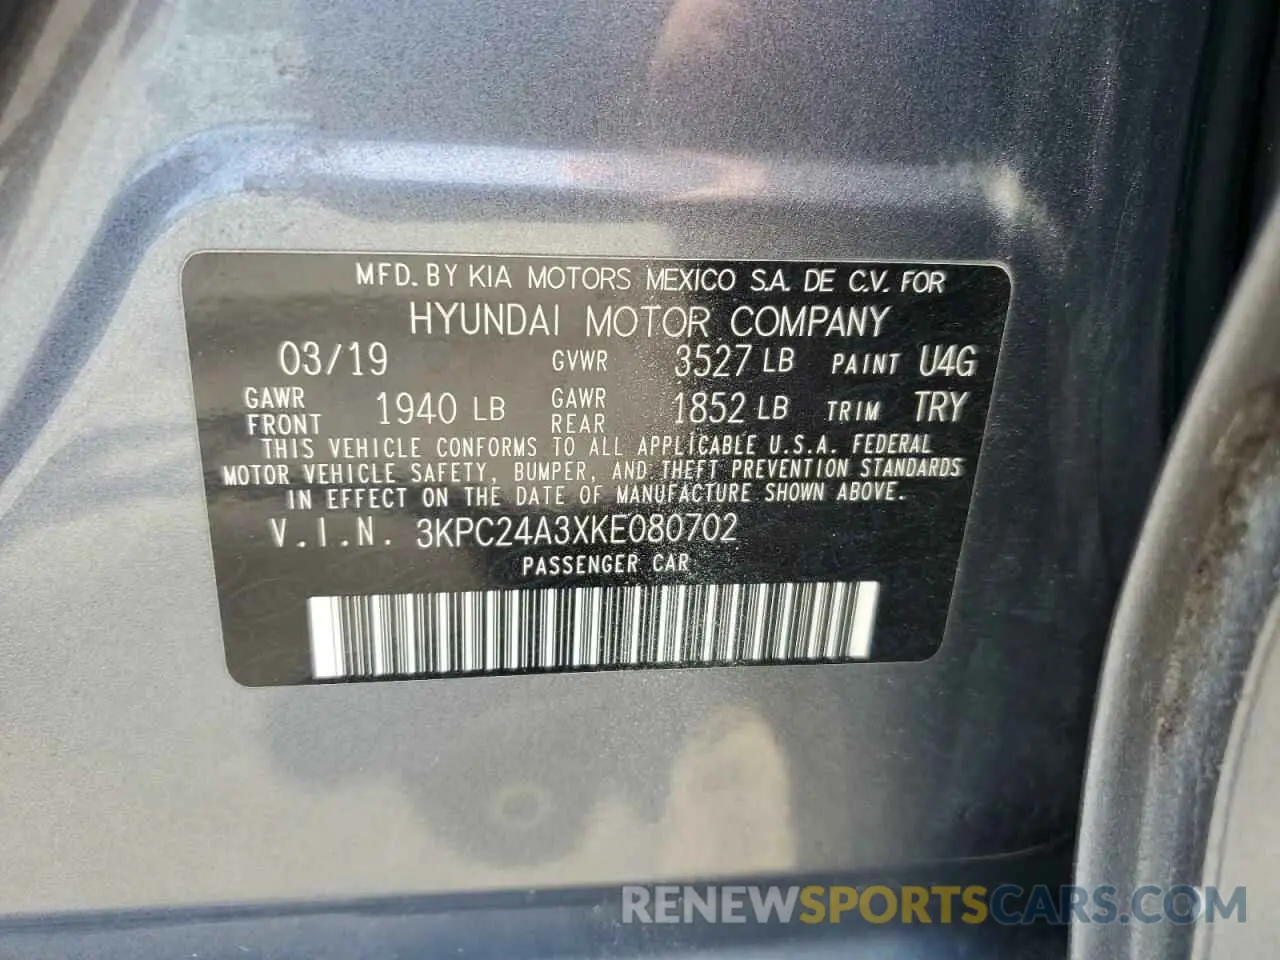 MFD. BY KIA MOTORS MEXICO S.A. DE C.V. FOR
HYUNDAI MOTOR COMPANY
03/19 GVWR 3527 LB PAINT U4G
GAWR FRONT 1940 LB GAWR REAR 1852 LB TRIM TRY
THIS VEHICLE CONFORMS TO ALL APPLICABLE U.S.A. FEDERAL
MOTOR VEHICLE SAFETY, BUMPER, AND THEFT PREVENTION STANDARDS
IN EFFECT ON THE DATE OF MANUFACTURE SHOWN ABOVE.
V.I.N. 3KPC24A3XKE080702
PASSENGER CAR
RENEWSPORTSCARS.COM